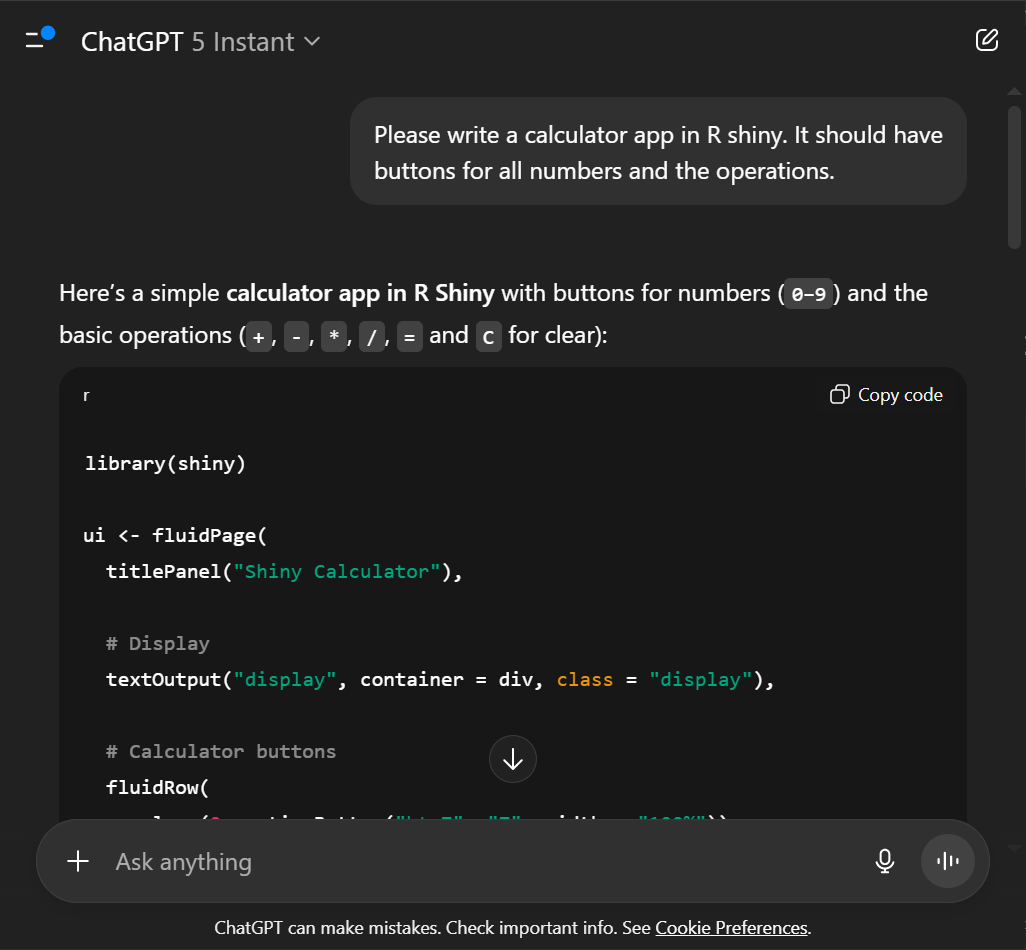 ChatGPT 5 Instant
Please write a calculator app in R shiny. It should have
buttons for all numbers and the operations.
Here’s a simple calculator app in R Shiny with buttons for numbers (0–9) and the
basic operations (+, -, *, /, = and C for clear):
r
Copy code
library(shiny)
ui <- fluidPage(
  titlePanel("Shiny Calculator"),
  # Display
  textOutput("display", container = div, class = "display"),
  # Calculator buttons
  fluidRow(
Ask anything
ChatGPT can make mistakes. Check important info. See Cookie Preferences.